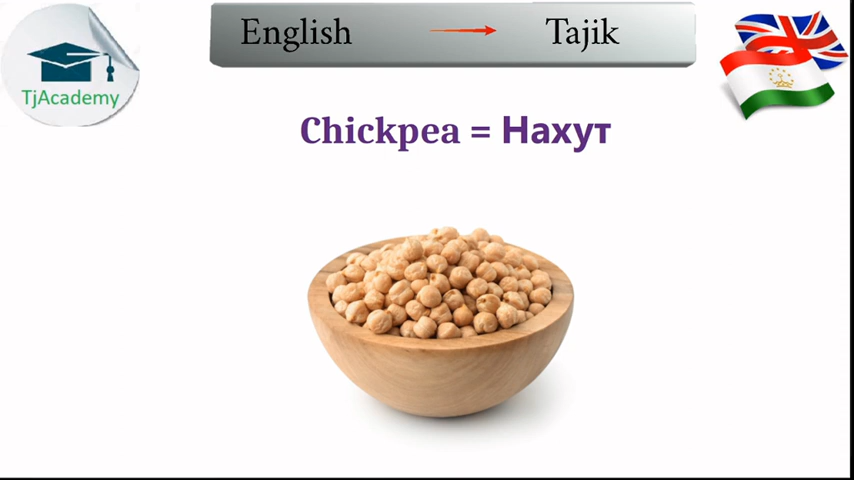 TjAcademy
English
Tajik
Chickpea = Нахут